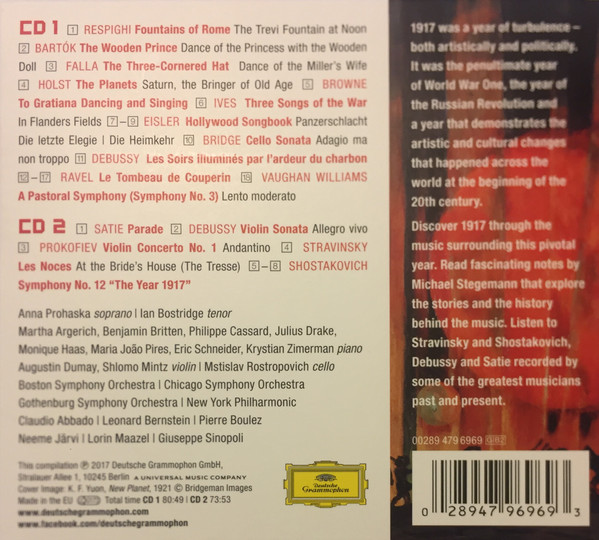 CD 1 1 RESPIGHI Fountains of Rome The Trevi Fountain at Noon
2 BARTÓK The Wooden Prince Dance of the Princess with the Wooden
Doll 3 FALLA The Three-Cornered Hat Dance of the Miller's Wife
4 HOLST The Planets Saturn, the Bringer of Old Age 5 BROWNE
To Gratiana Dancing and Singing 6 IVES Three Songs of the War
In Flanders Fields 7–9 EISLER Hollywood Songbook Panzerschlacht
Die letzte Elegie | Die Heimkehr 10 BRIDGE Cello Sonata Adagio ma
non troppo 11 DEBUSSY Les Soirs illuminés par l'ardeur du charbon
12–17 RAVEL Le Tombeau de Couperin 18 VAUGHAN WILLIAMS
A Pastoral Symphony (Symphony No. 3) Lento moderato
CD 2 1 SATIE Parade 2 DEBUSSY Violin Sonata Allegro vivo
3 PROKOFIEV Violin Concerto No. 1 Andantino 4 STRAVINSKY
Les Noces At the Bride's House (The Tresse) 5–8 SHOSTAKOVICH
Symphony No. 12 “The Year 1917”
Anna Prohaska soprano | Ian Bostridge tenor
Martha Argerich, Benjamin Britten, Philippe Cassard, Julius Drake,
Monique Haas, Maria João Pires, Eric Schneider, Krystian Zimerman piano
Augustin Dumay, Shlomo Mintz violin | Mstislav Rostropovich cello
Boston Symphony Orchestra | Chicago Symphony Orchestra
Gothenburg Symphony Orchestra | New York Philharmonic
Claudio Abbado | Leonard Bernstein | Pierre Boulez
Neeme Järvi | Lorin Maazel | Giuseppe Sinopoli
This compilation ℗ 2017 Deutsche Grammophon GmbH,
Stralauer Allee 1, 10245 Berlin A UNIVERSAL MUSIC COMPANY
Cover Image: K. F. Yuon, New Planet, 1921 © Bridgeman Images
Made in the EU Total time CD 1 80:49 | CD 2 73:53
www.deutschegrammophon.com
www.facebook.com/deutschegrammophon
Deutsche
Grammophon
1917 was a year of turbulence –
both artistically and politically.
It was the penultimate year
of World War One, the year of
the Russian Revolution and
a year that demonstrates the
artistic and cultural changes
that happened across the
world at the beginning of the
20th century.
Discover 1917 through the
music surrounding this pivotal
year. Read fascinating notes by
Michael Stegemann that explore
the stories and the history
behind the music. Listen to
Stravinsky and Shostakovich,
Debussy and Satie recorded by
some of the greatest musicians
past and present.
00289 479 6969
0 28947 96969 3